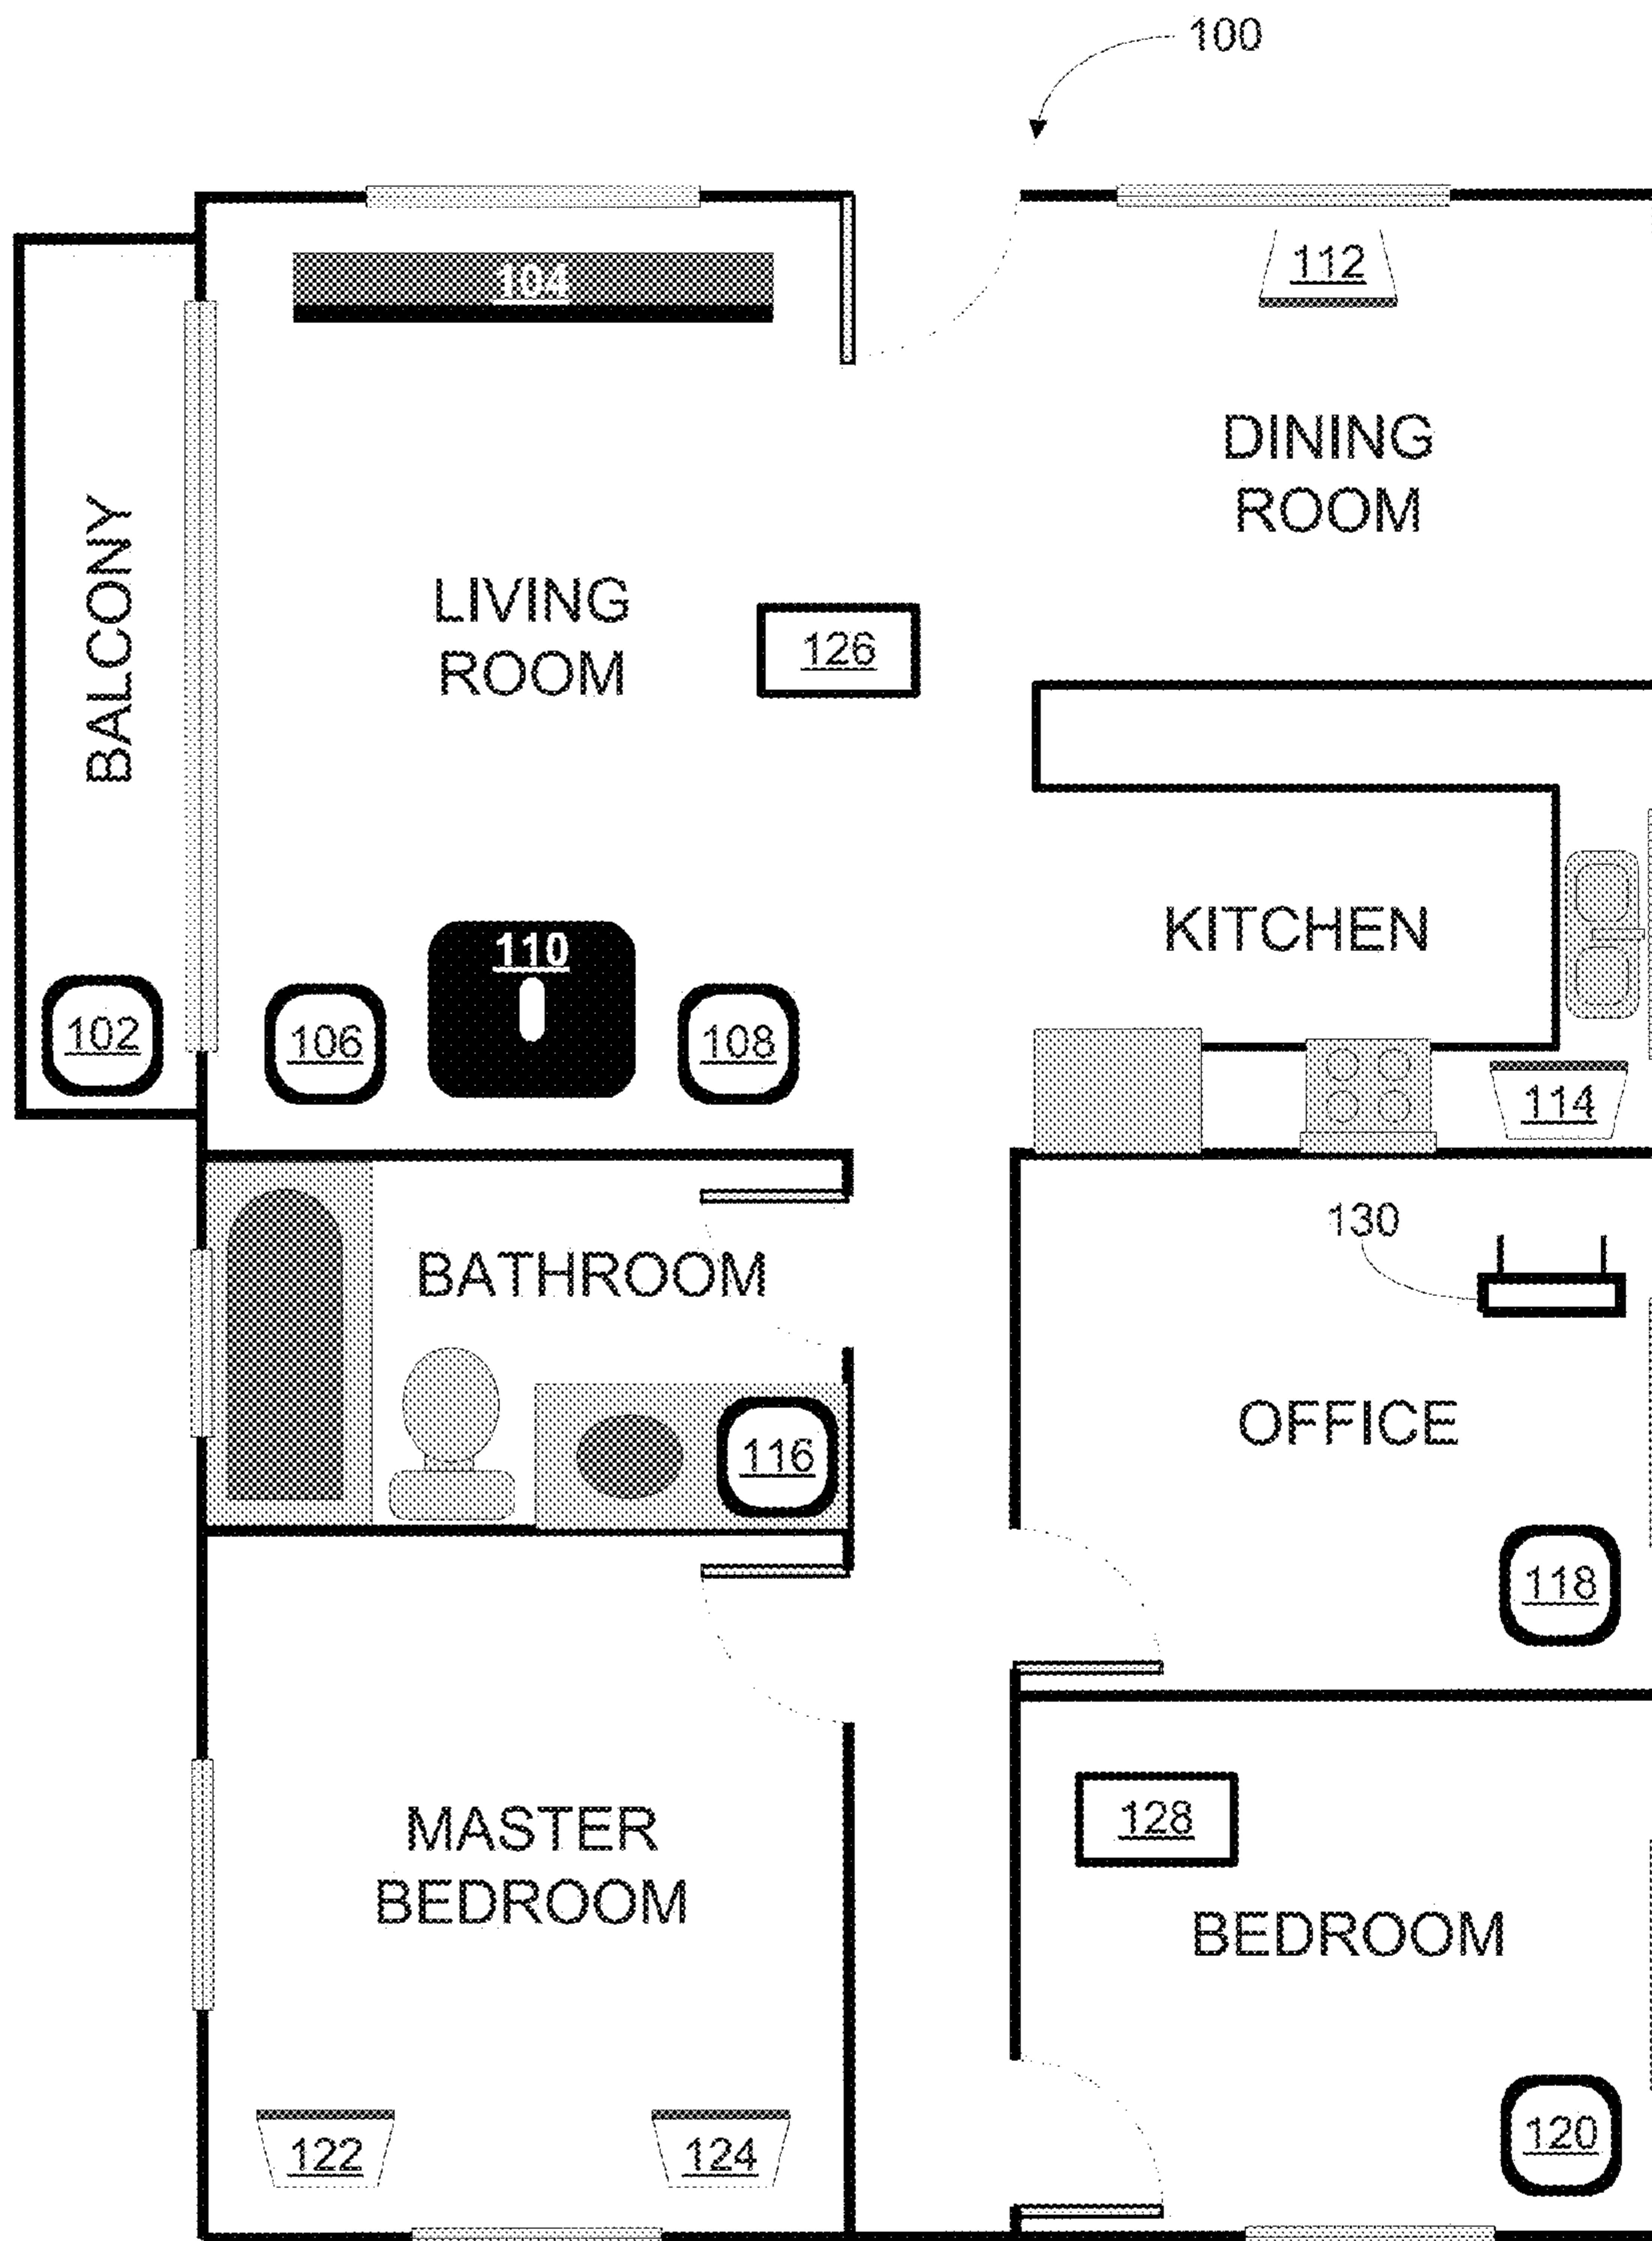 100
104
112
DINING
ROOM
BALCONY
LIVING
ROOM
126
KITCHEN
110
102
106
108
114
130
BATHROOM
OFFICE
116
118
MASTER
BEDROOM
128
BEDROOM
122
124
120